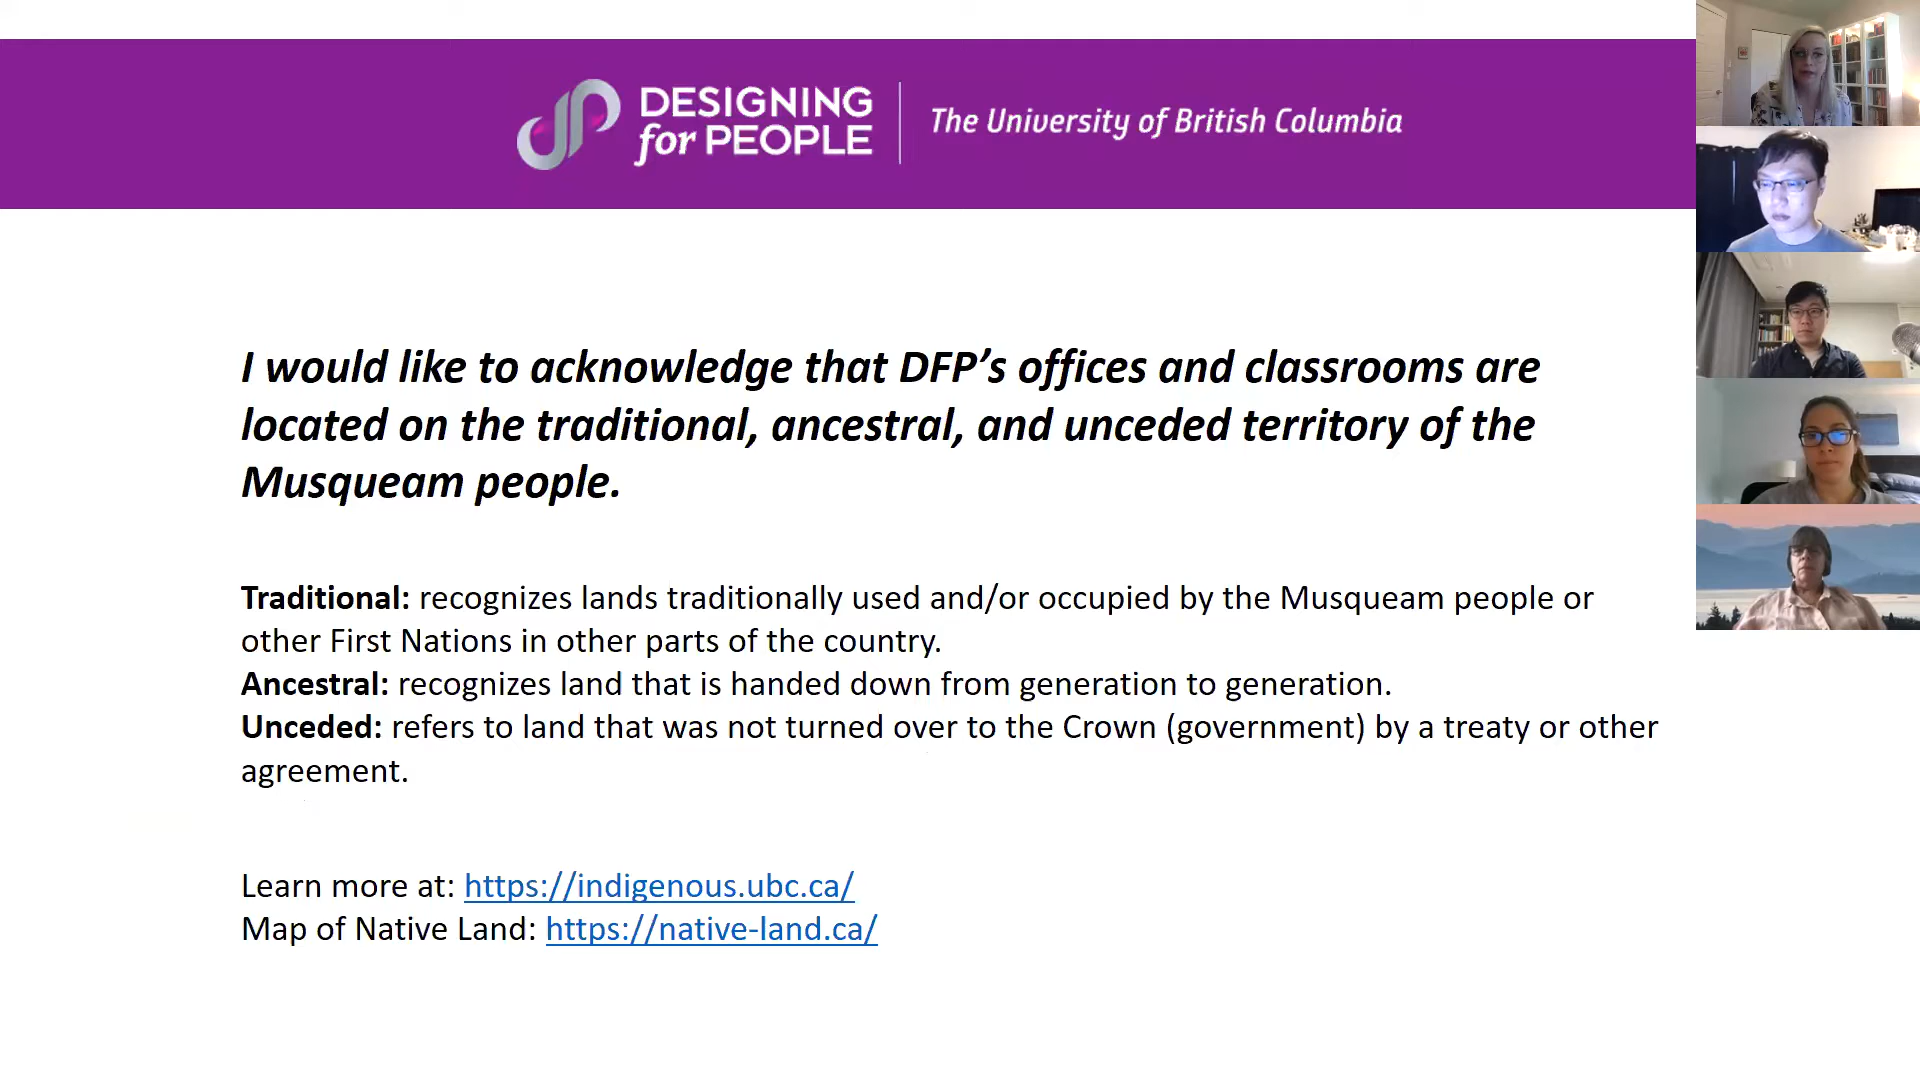 DESIGNING
for PEOPLE
The University of British Columbia
I would like to acknowledge that DFP’s offices and classrooms are
located on the traditional, ancestral, and unceded territory of the
Musqueam people.
Traditional: recognizes lands traditionally used and/or occupied by the Musqueam people or
other First Nations in other parts of the country.
Ancestral: recognizes land that is handed down from generation to generation.
Unceded: refers to land that was not turned over to the Crown (government) by a treaty or other
agreement.
Learn more at: https://indigenous.ubc.ca/
Map of Native Land: https://native-land.ca/